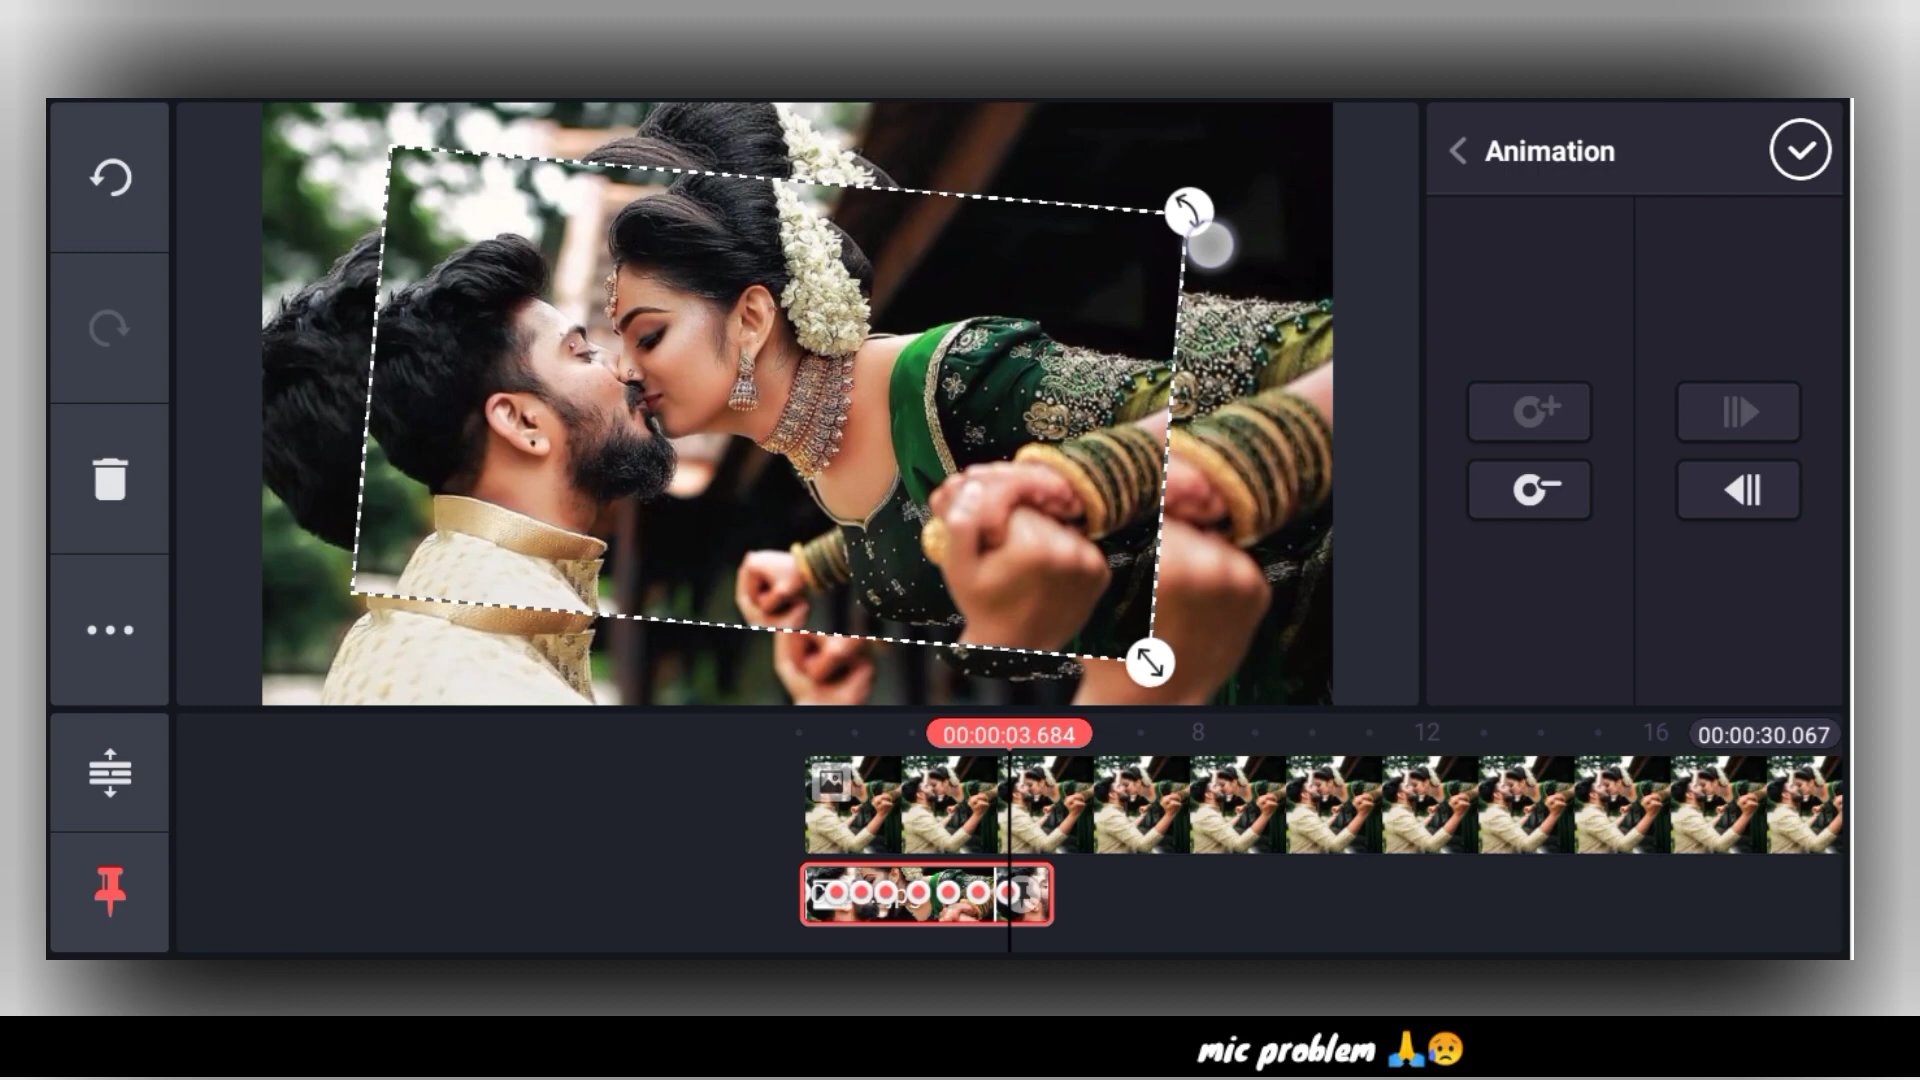 Animation
00:00:03.684
8
12
16
00:00:30.067
mic problem 🙏😥